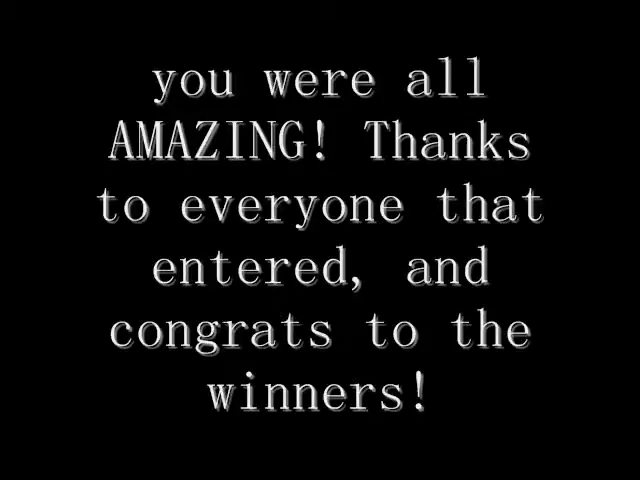 you were all
AMAZING! Thanks
to everyone that
entered, and
congrats to the
winners!